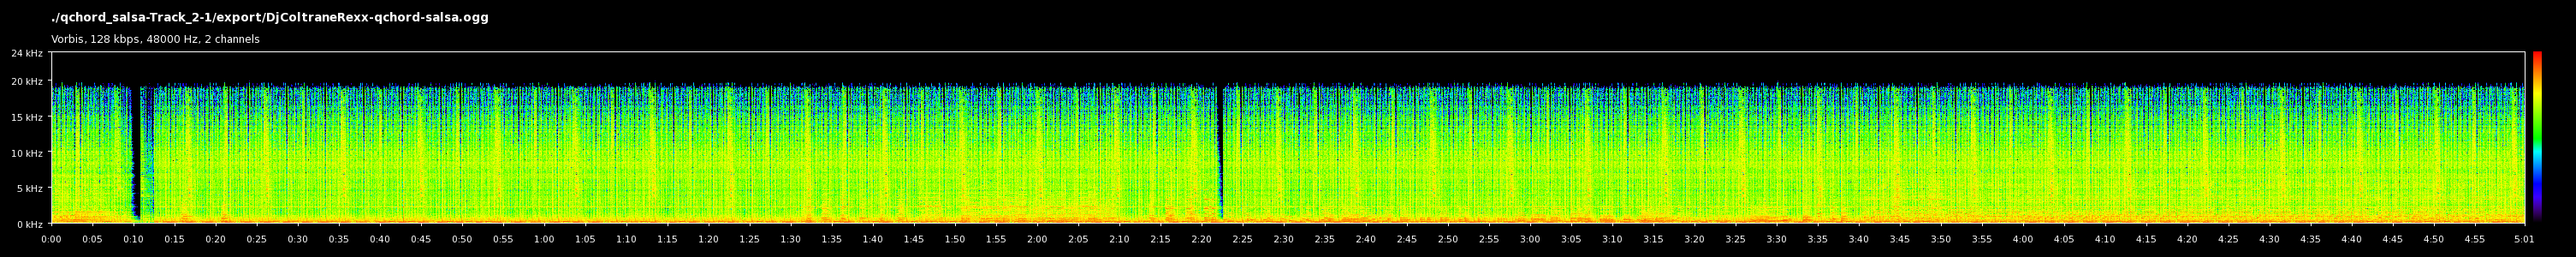 ./qchord_salsa-Track_2-1/export/DjColtraneRexx-qchord-salsa.ogg
Vorbis, 128 kbps, 48000 Hz, 2 channels
24 kHz
20 kHz
15 kHz
10 kHz
5 kHz
0 kHz
0:00 0:05 0:10 0:15 0:20 0:25 0:30 0:35 0:40 0:45 0:50 0:55 1:00 1:05 1:10 1:15 1:20 1:25 1:30 1:35 1:40 1:45 1:50 1:55 2:00 2:05 2:10 2:15 2:20 2:25 2:30 2:35 2:40 2:45 2:50 2:55 3:00 3:05 3:10 3:15 3:20 3:25 3:30 3:35 3:40 3:45 3:50 3:55 4:00 4:05 4:10 4:15 4:20 4:25 4:30 4:35 4:40 4:45 4:50 4:55 5:01